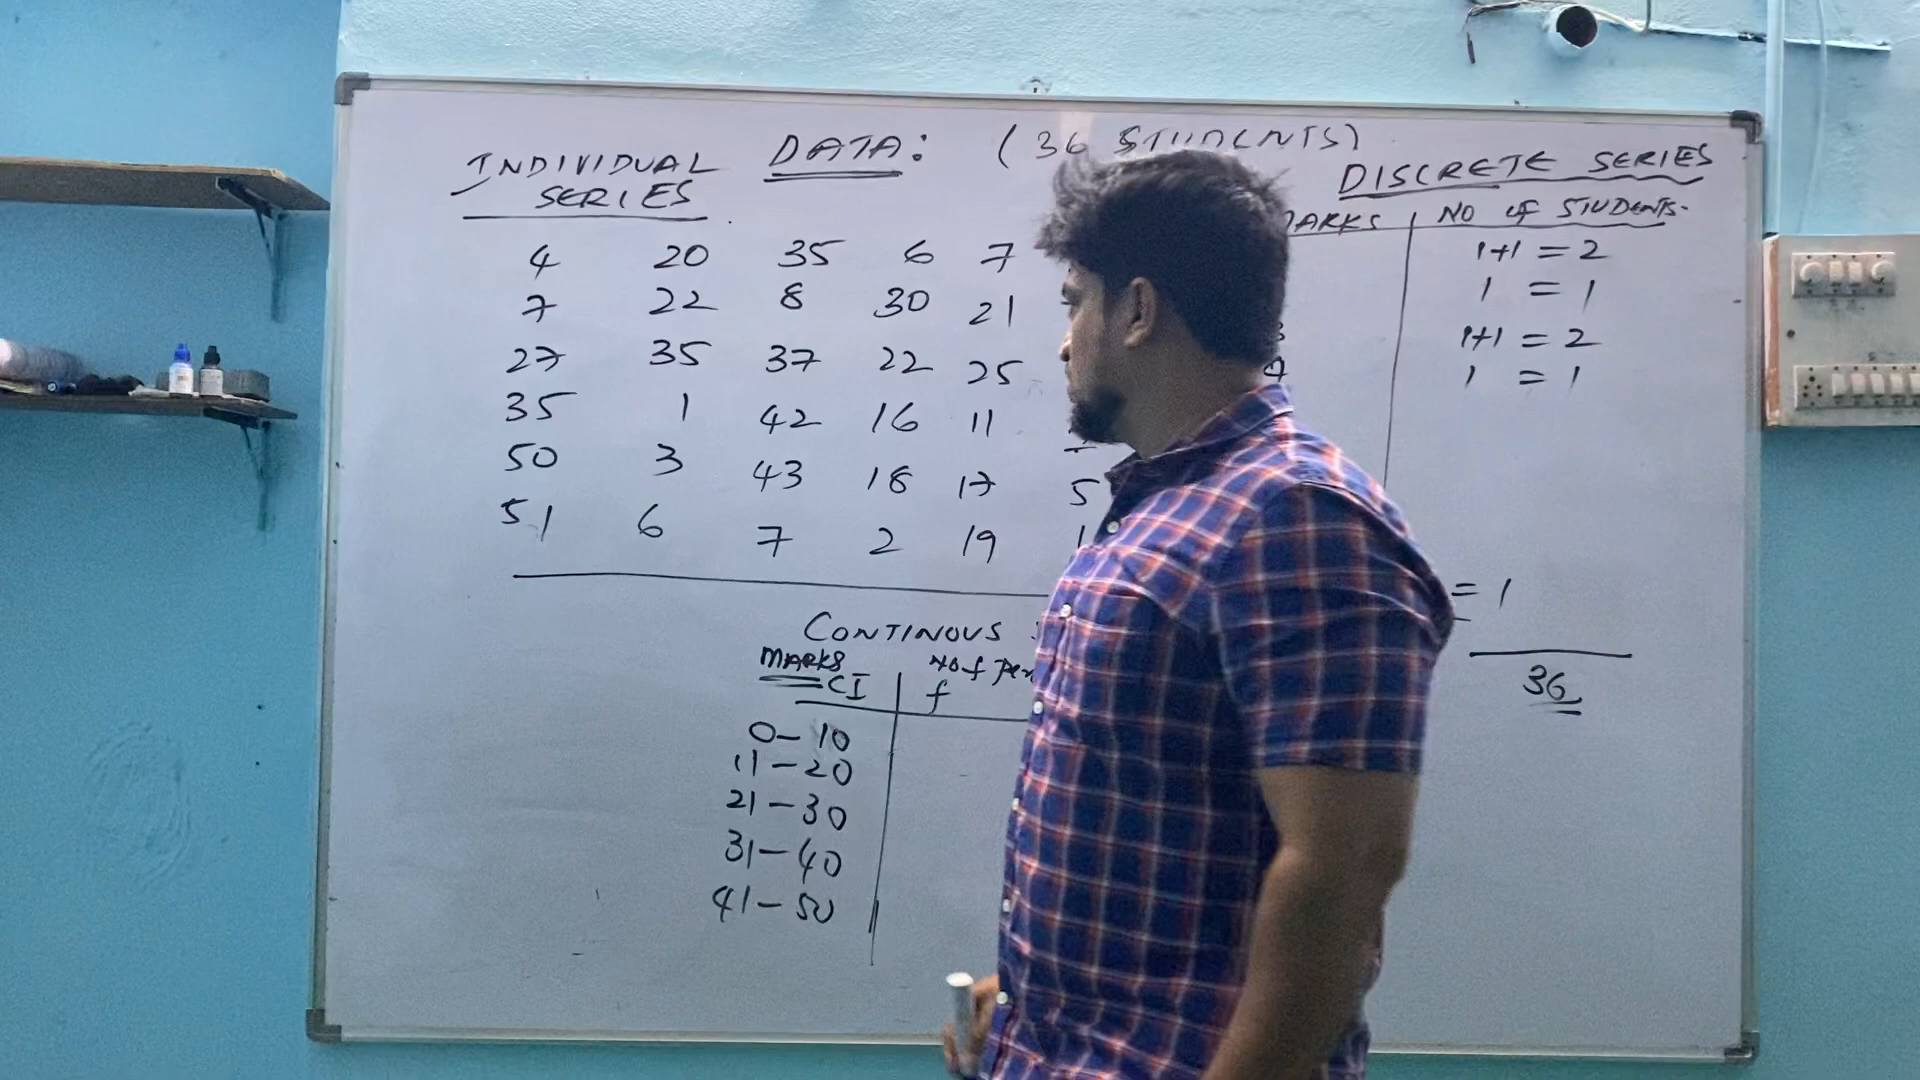 INDIVIDUAL SERIES
DATA: (36 STUDENTS)
4 20 35 6 7
7 22 8 30 21
27 35 37 22 25
35 1 42 16 11
50 3 43 18 17 5
51 6 7 2 19
DISCRETE SERIES
NO OF STUDENTS.
1+1 = 2
1 = 1
1+1 = 2
1 = 1
= 1
36
CONTINOUS
MARKS
CI f
0-10
11-20
21-30
31-40
41-50